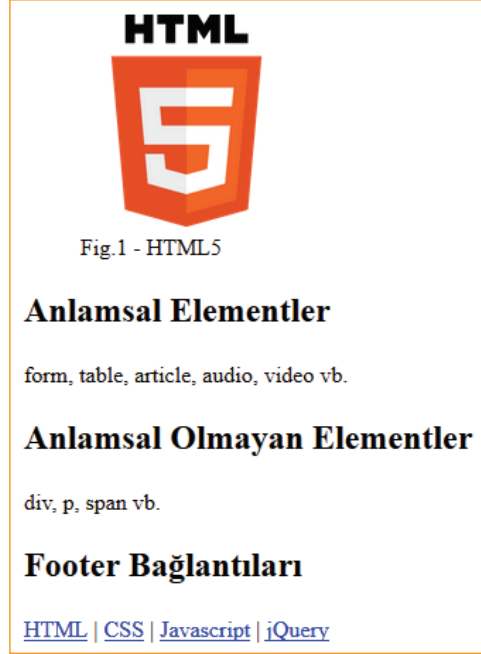 HTML
5
Fig.1 - HTML5
Anlamsal Elementler
form, table, article, audio, video vb.
Anlamsal Olmayan Elementler
div, p, span vb.
Footer Bağlantıları
HTML | CSS | Javascript | jQuery